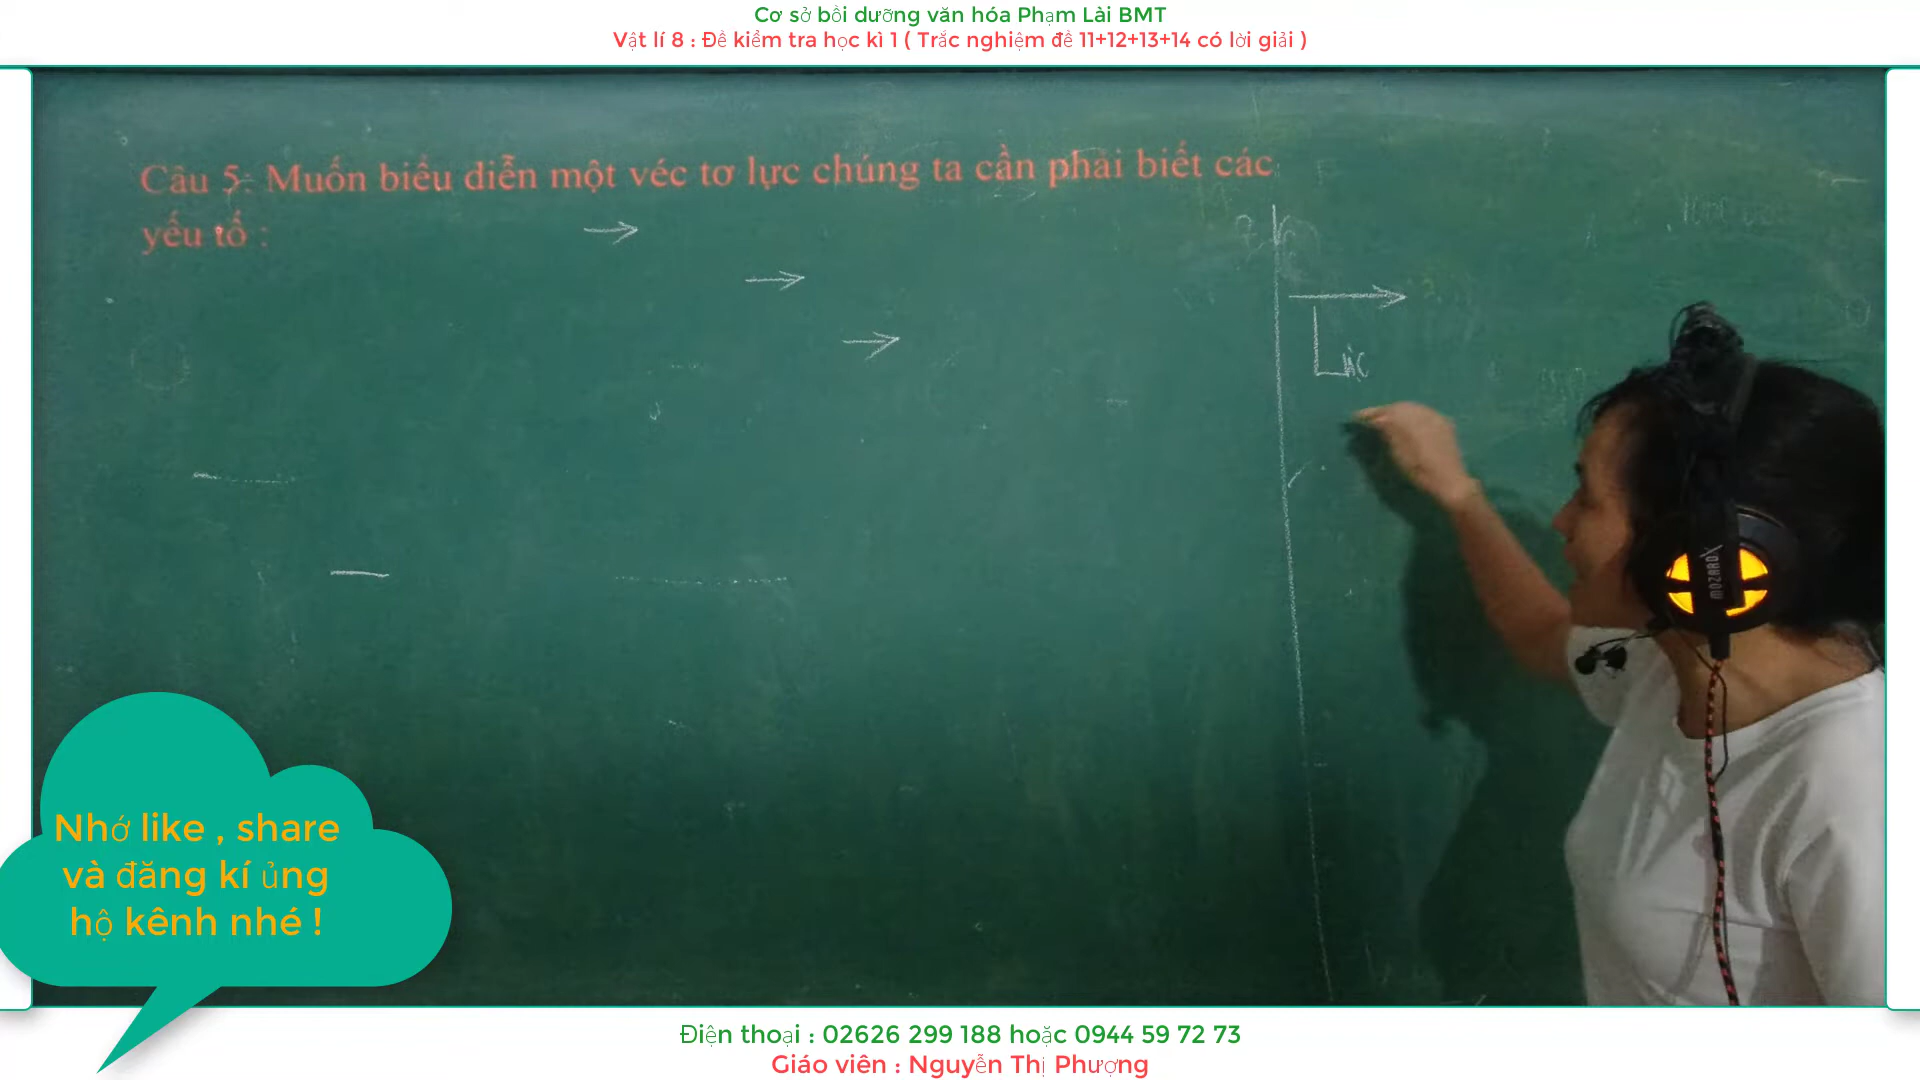 Cơ sở bồi dưỡng văn hóa Phạm Lài BMT
Vật lí 8 : Đề kiểm tra học kì 1 ( Trắc nghiệm đề 11+12+13+14 có lời giải )
Câu 5: Muốn biểu diễn một véc tơ lực chúng ta cần phải biết các
yếu tố :
MOZARDX
Nhớ like , share
và đăng kí ủng
hộ kênh nhé !
Điện thoại : 02626 299 188 hoặc 0944 59 72 73
Giáo viên : Nguyễn Thị Phượng